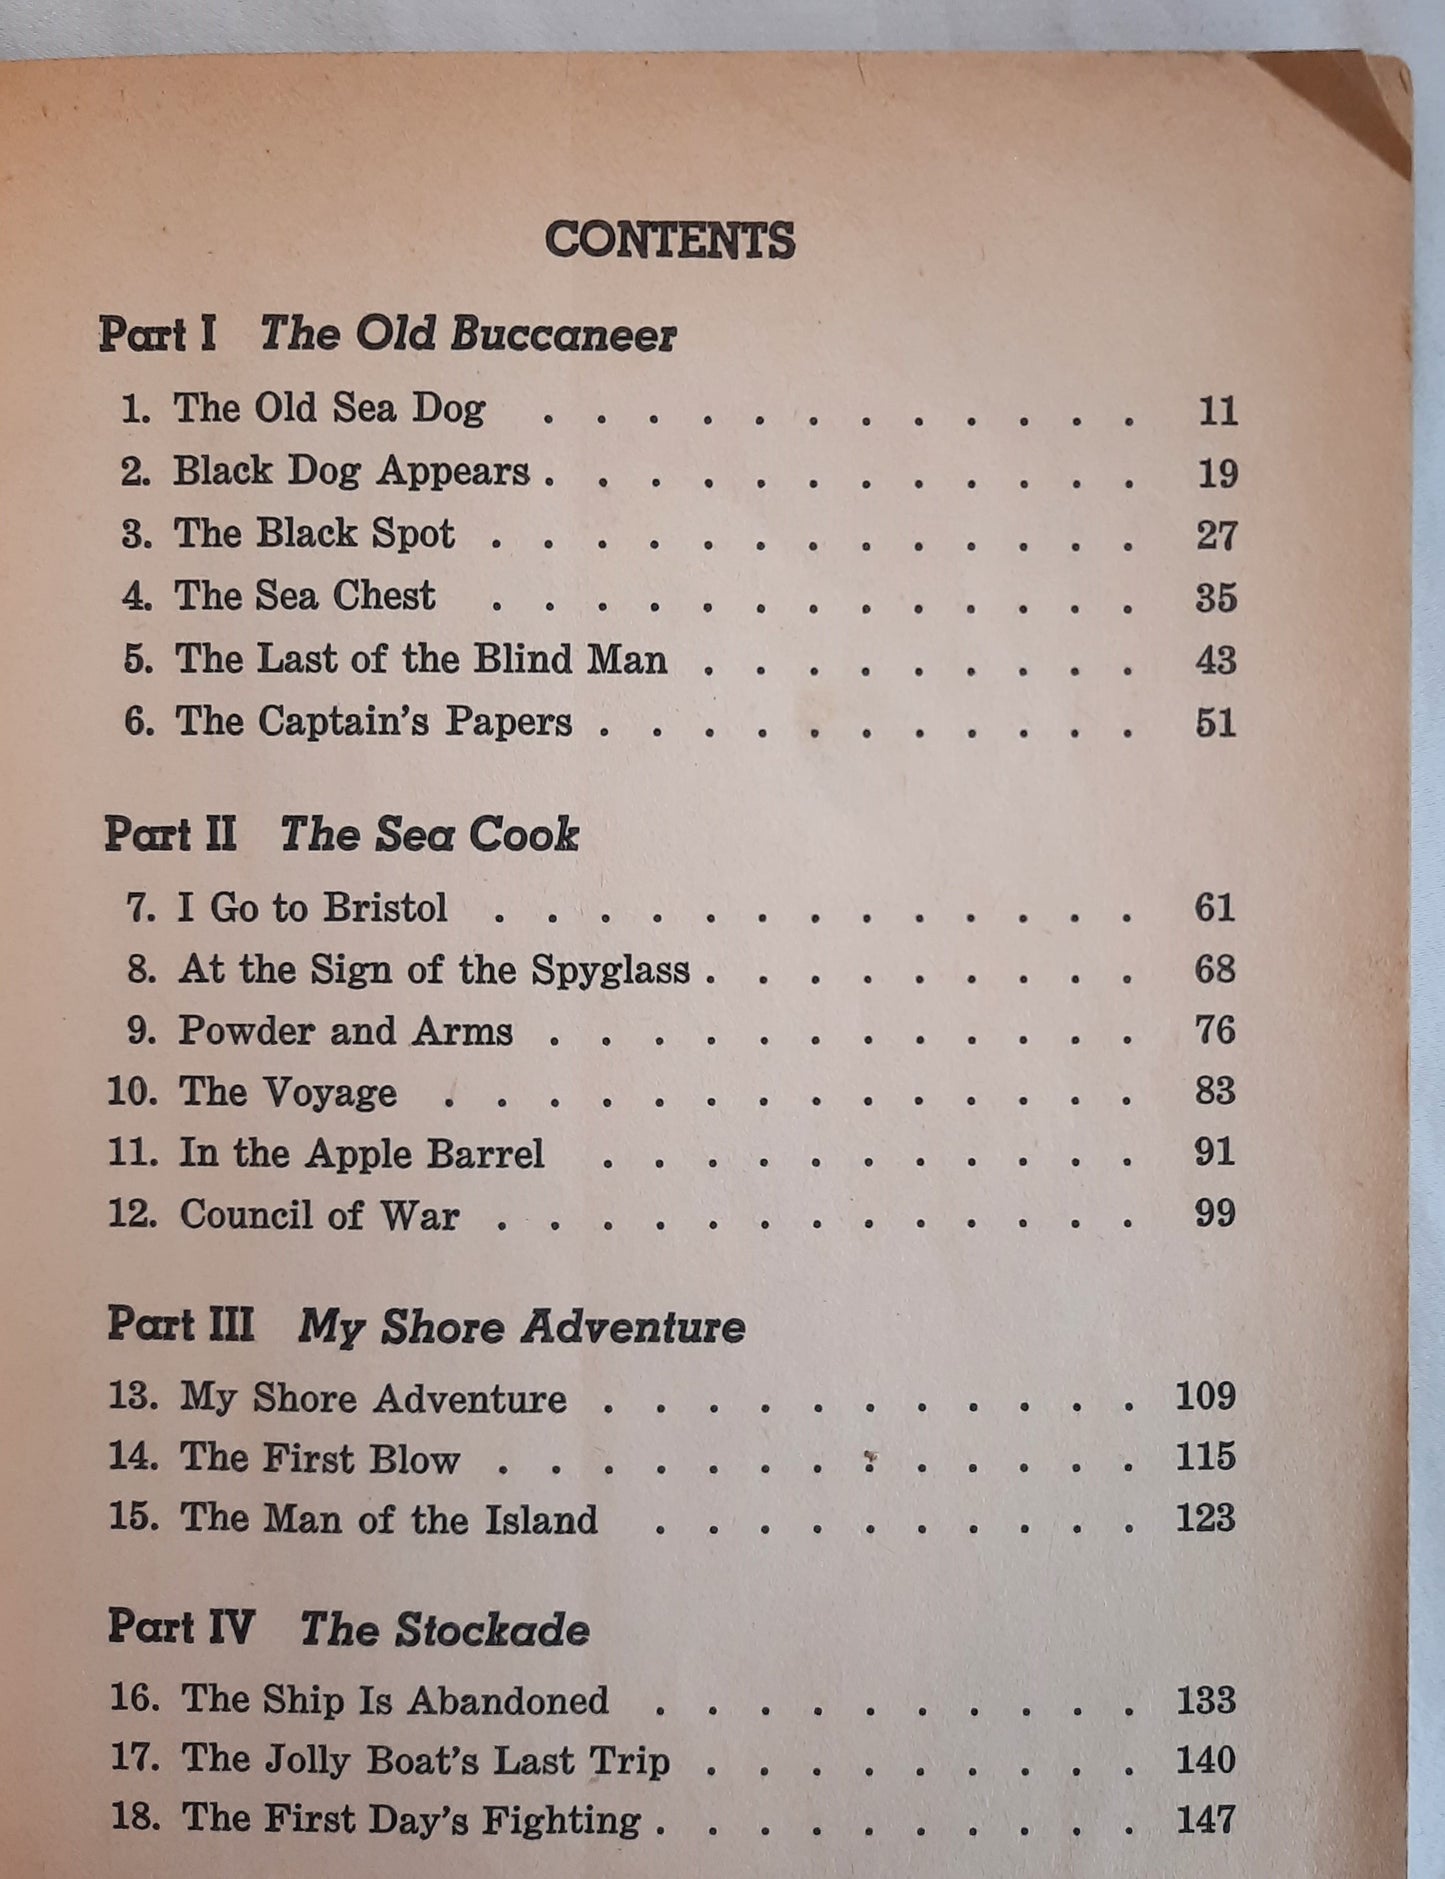 CONTENTS
Part I The Old Buccaneer
1. The Old Sea Dog . . . . . . . . . . . . 11
2. Black Dog Appears . . . . . . . . . . . . 19
3. The Black Spot . . . . . . . . . . . . . 27
4. The Sea Chest . . . . . . . . . . . . . 35
5. The Last of the Blind Man . . . . . . . . . 43
6. The Captain's Papers . . . . . . . . . . . 51
Part II The Sea Cook
7. I Go to Bristol . . . . . . . . . . . . . 61
8. At the Sign of the Spyglass . . . . . . . . . 68
9. Powder and Arms . . . . . . . . . . . . 76
10. The Voyage . . . . . . . . . . . . . . 83
11. In the Apple Barrel . . . . . . . . . . . 91
12. Council of War . . . . . . . . . . . . . 99
Part III My Shore Adventure
13. My Shore Adventure . . . . . . . . . . . 109
14. The First Blow . . . . . . . . . . . . . 115
15. The Man of the Island . . . . . . . . . . 123
Part IV The Stockade
16. The Ship Is Abandoned . . . . . . . . . . 133
17. The Jolly Boat's Last Trip . . . . . . . . . 140
18. The First Day's Fighting . . . . . . . . . . 147